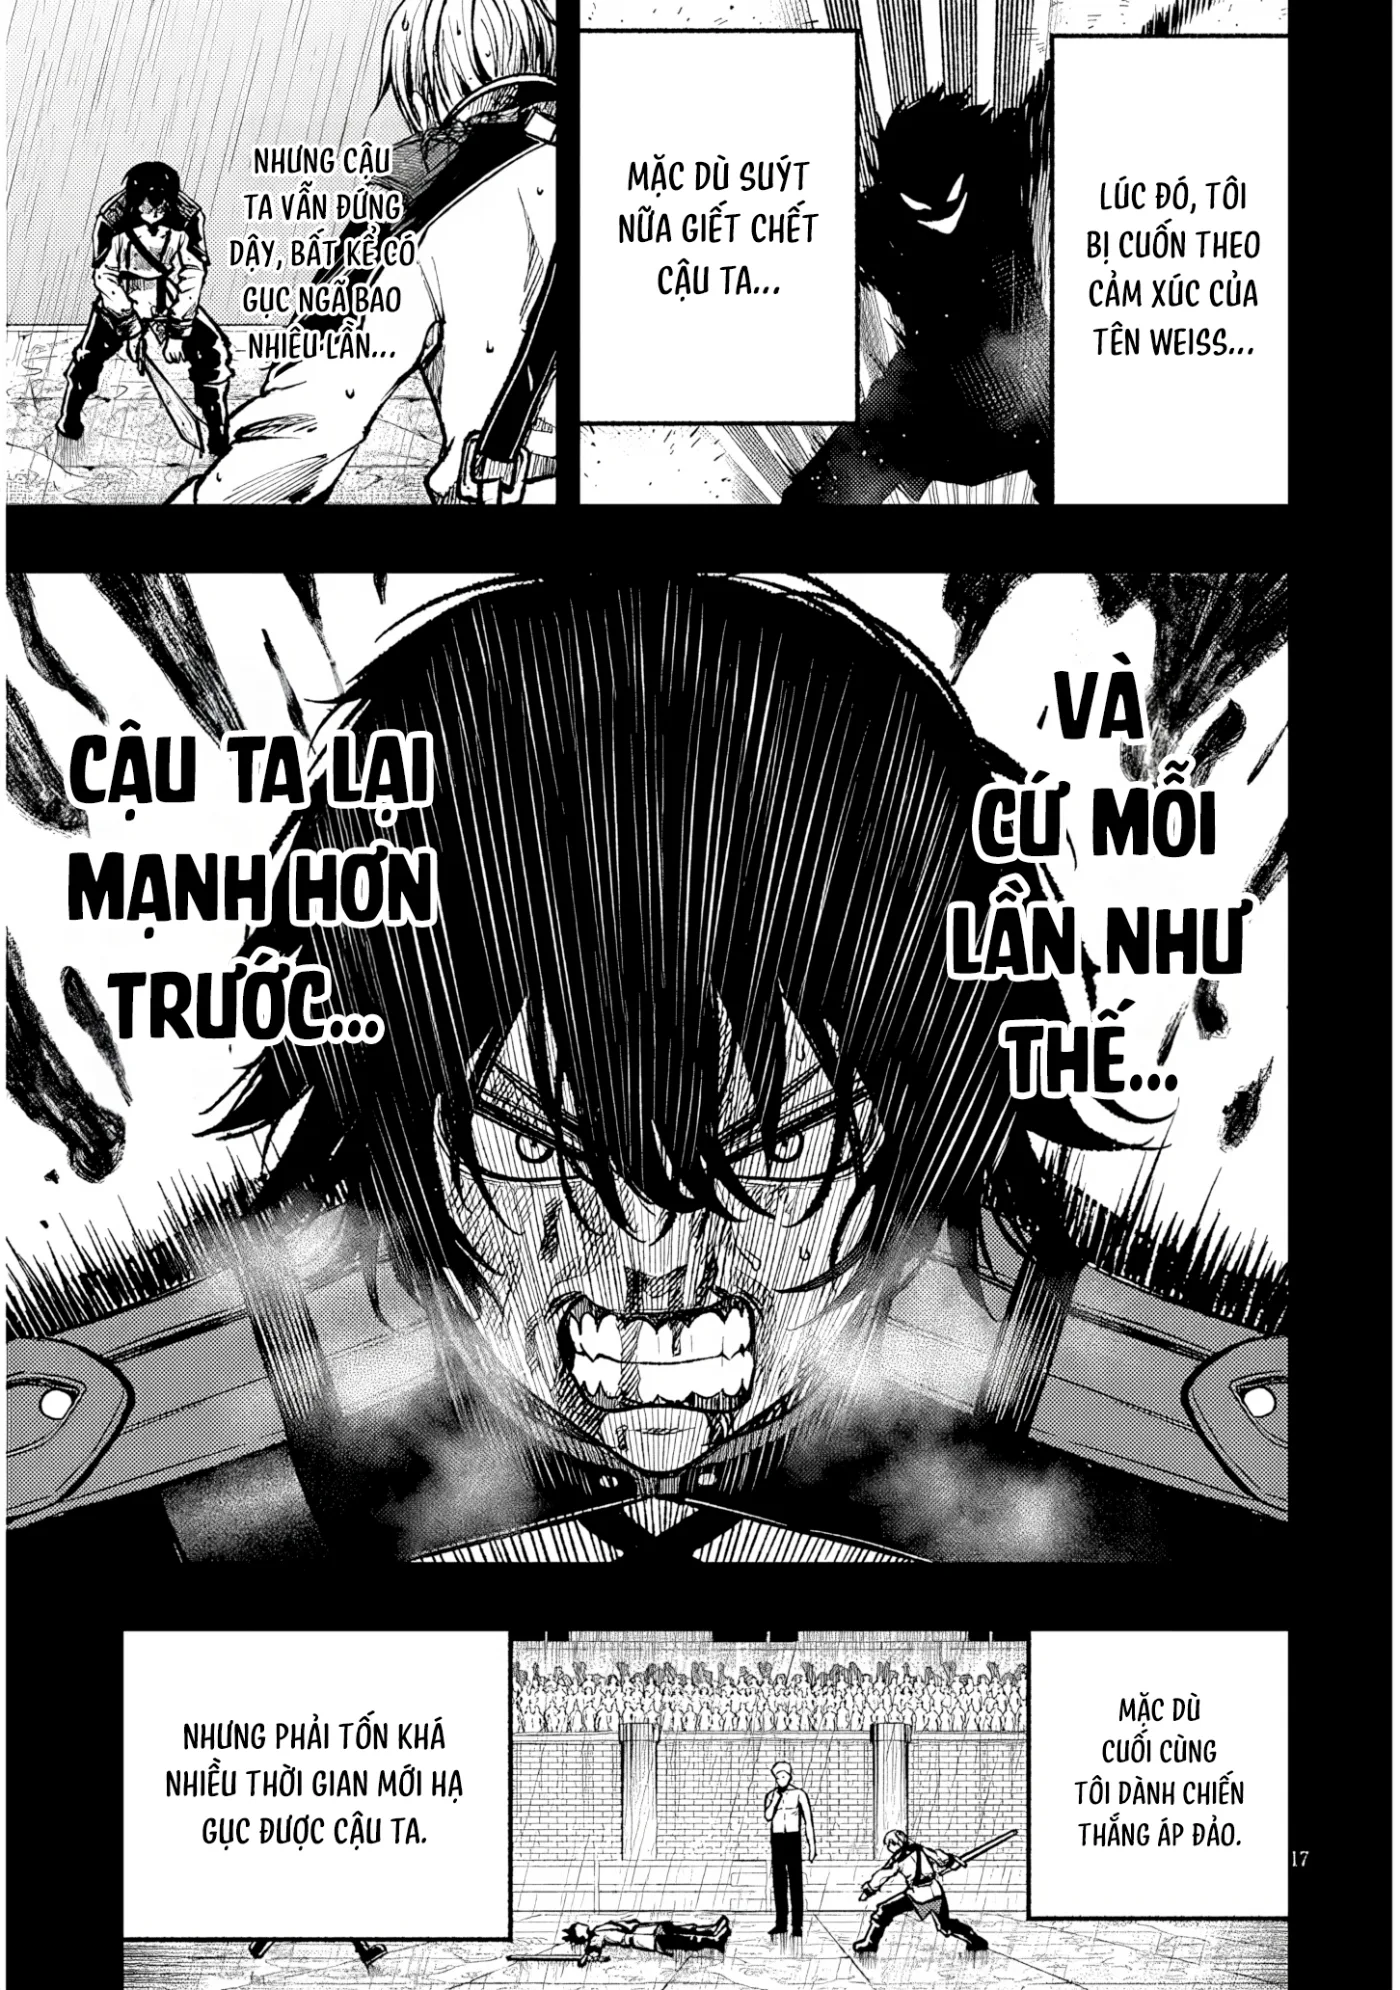 LÚC ĐÓ, TÔI
BỊ CUỐN THEO
CẢM XÚC CỦA
TÊN WEISS...
MẶC DÙ SUÝT
NỮA GIẾT CHẾT
CẬU TA...
NHƯNG CẬU
TA VẪN ĐỨNG
DẬY, BẤT KỂ CÓ
GỤC NGÃ BAO
NHIÊU LẦN...
VÀ
CỨ MỖI
LẦN NHƯ
THẾ...
CẬU TA LẠI
MẠNH HƠN
TRƯỚC...
MẶC DÙ
CUỐI CÙNG
TÔI DÀNH CHIẾN
THẮNG ÁP ĐẢO.
NHƯNG PHẢI TỐN KHÁ
NHIỀU THỜI GIAN MỚI HẠ
GỤC ĐƯỢC CẬU TA.
17